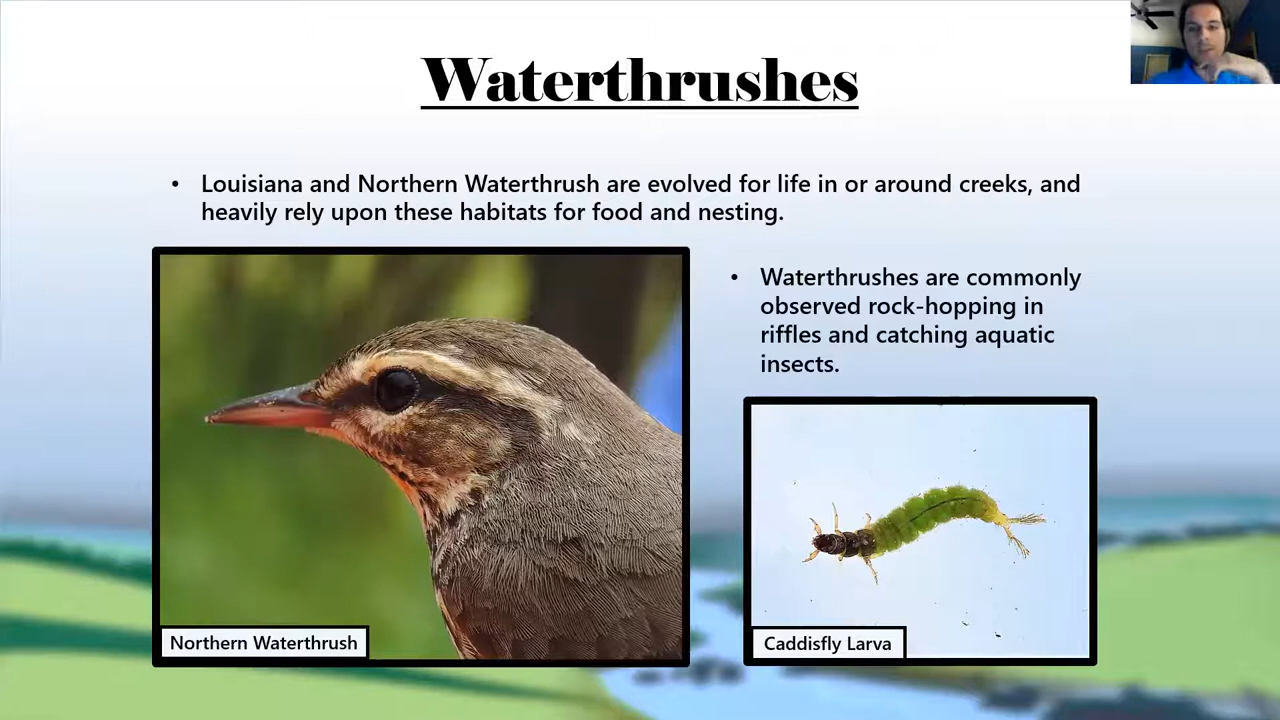 Waterthrushes
• Louisiana and Northern Waterthrush are evolved for life in or around creeks, and
heavily rely upon these habitats for food and nesting.
• Waterthrushes are commonly
observed rock-hopping in
riffles and catching aquatic
insects.
Northern Waterthrush
Caddisfly Larva